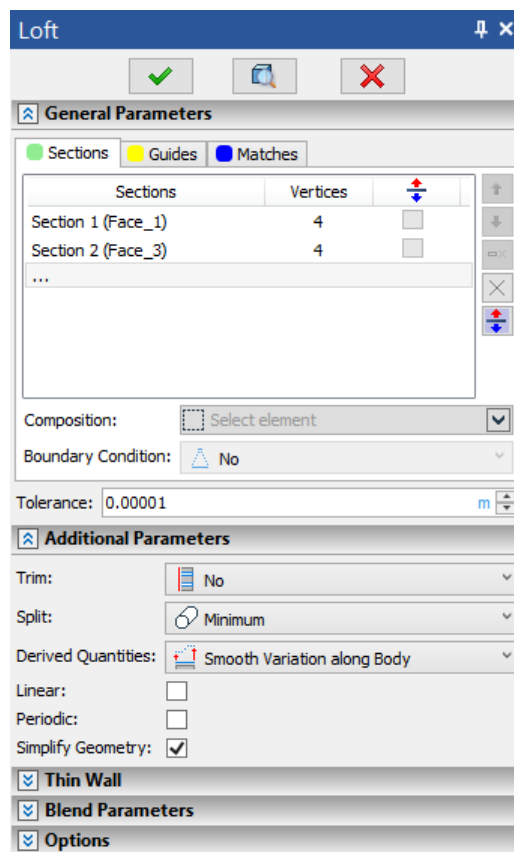 Loft
General Parameters
Sections Guides Matches
Sections Vertices
Section 1 (Face_1) 4
Section 2 (Face_3) 4
...
Composition: Select element
Boundary Condition: No
Tolerance: 0.00001 m
Additional Parameters
Trim: No
Split: Minimum
Derived Quantities: Smooth Variation along Body
Linear:
Periodic:
Simplify Geometry:
Thin Wall
Blend Parameters
Options